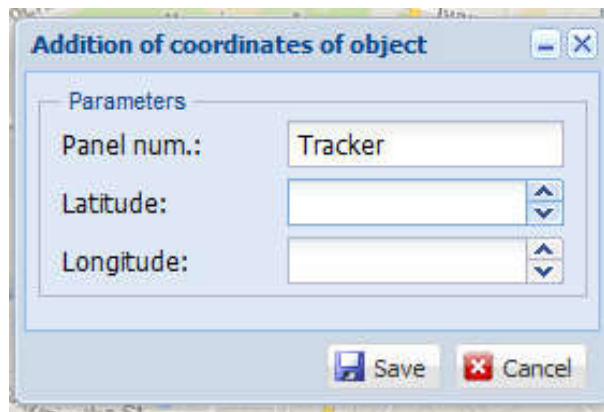 Addition of coordinates of object
Parameters
Panel num.: Tracker
Latitude:
Longitude:
Save Cancel